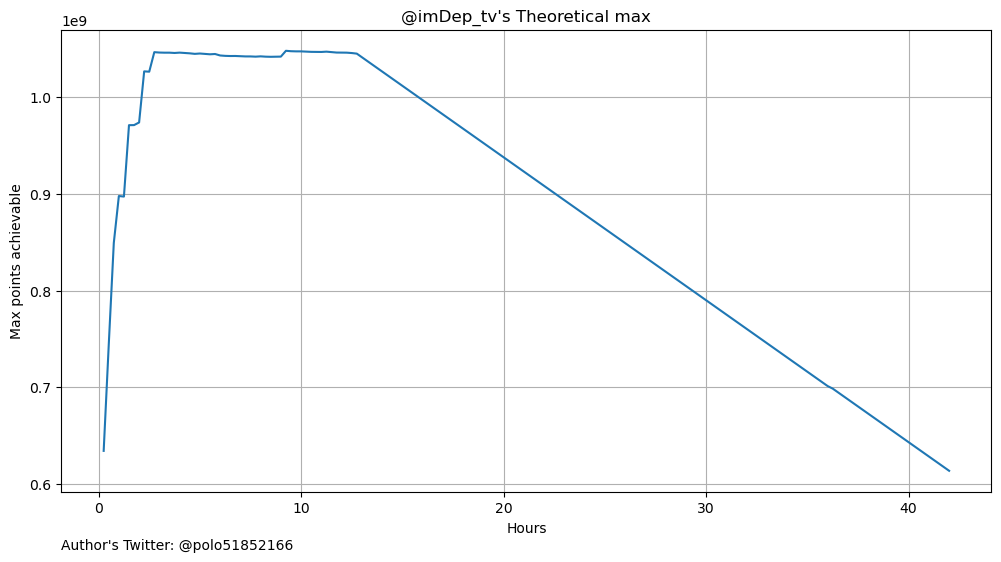 @imDep_tv's Theoretical max
1e9
1.0
0.9
0.8
0.7
0.6
Max points achievable
0 10 20 30 40
Hours
Author's Twitter: @polo51852166